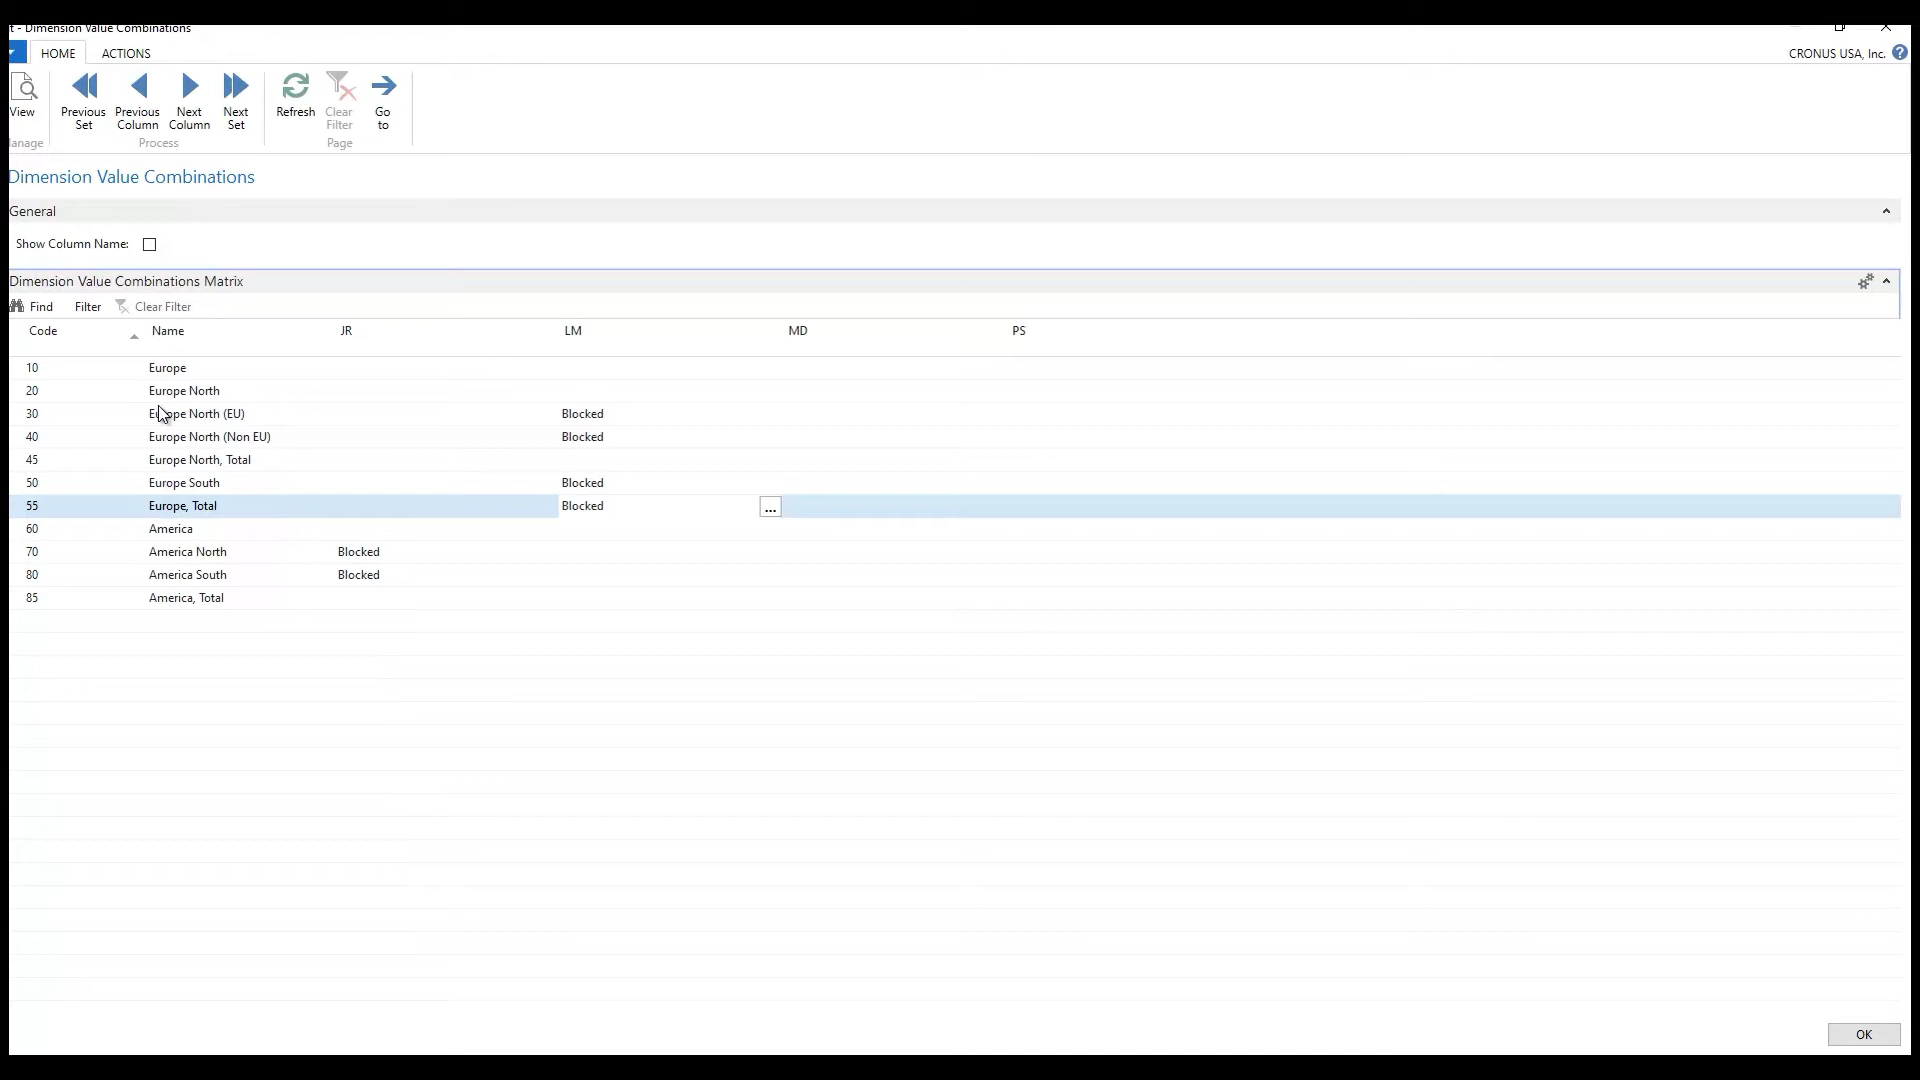 t - Dimension Value Combinations
HOME ACTIONS CRONUS USA, Inc. ?
View Previous Set Previous Column Next Column Next Set Refresh Clear Filter Go to
anage Process Page
Dimension Value Combinations
General
Show Column Name:
Dimension Value Combinations Matrix
Find Filter Clear Filter
Code Name JR LM MD PS
10 Europe
20 Europe North
30 Europe North (EU) Blocked
40 Europe North (Non EU) Blocked
45 Europe North, Total
50 Europe South Blocked
55 Europe, Total Blocked ...
60 America
70 America North Blocked
80 America South Blocked
85 America, Total
OK